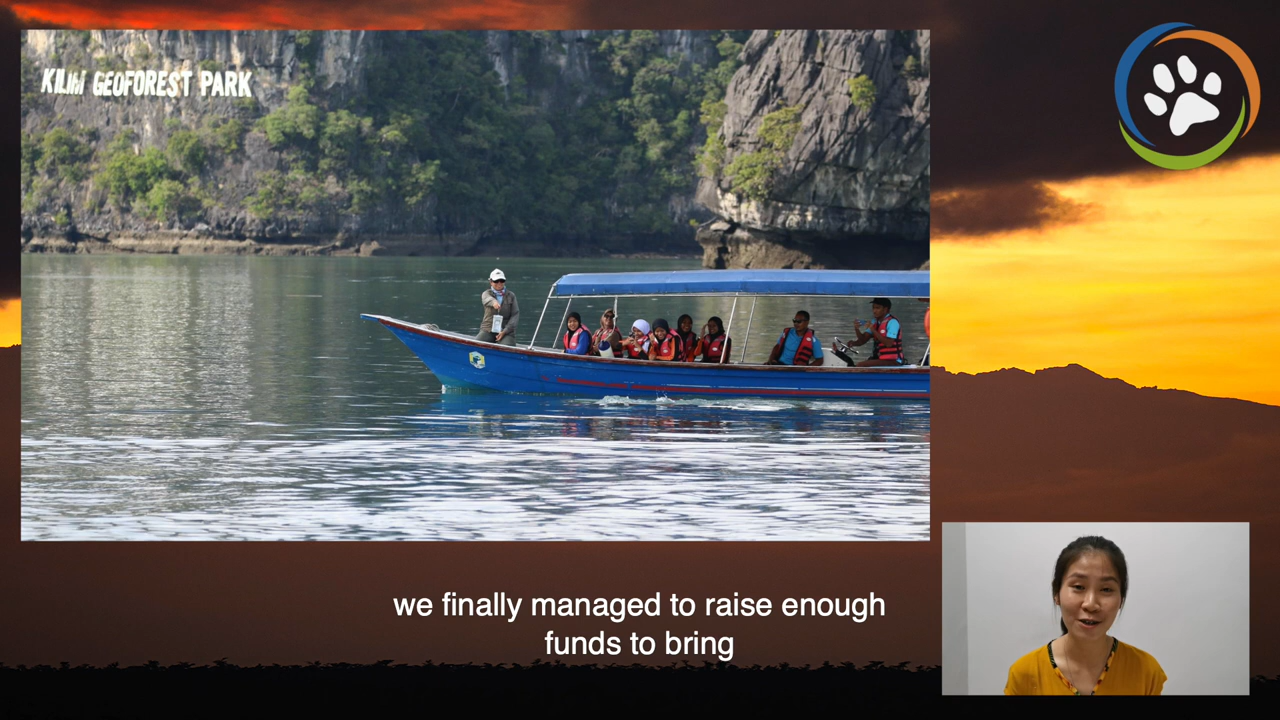 KILIM GEOFOREST PARK
we finally managed to raise enough
funds to bring